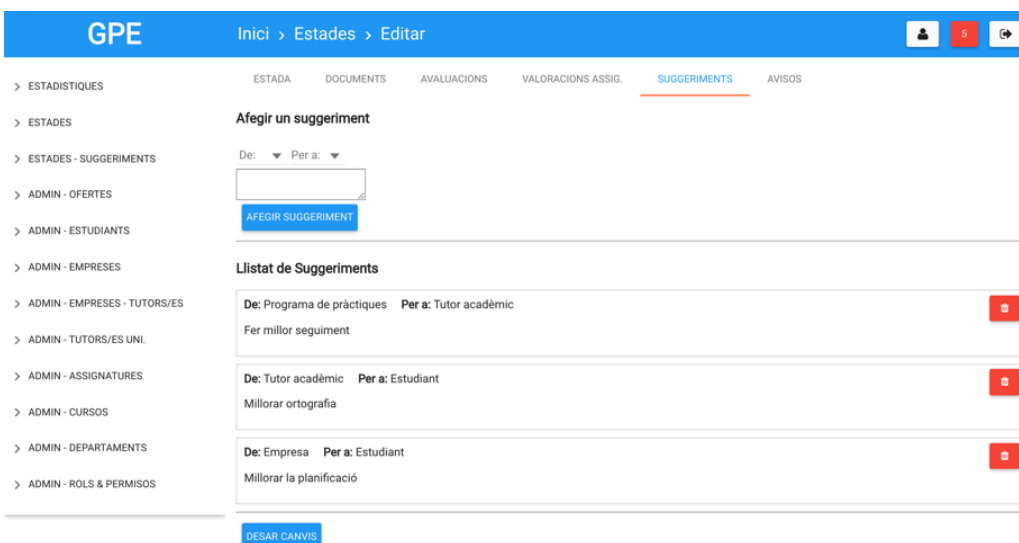 GPE
Inici > Estades > Editar
5
> ESTADISTIQUES
> ESTADES
> ESTADES - SUGGERIMENTS
> ADMIN - OFERTES
> ADMIN - ESTUDIANTS
> ADMIN - EMPRESES
> ADMIN - EMPRESES - TUTORS/ES
> ADMIN - TUTORS/ES UNI.
> ADMIN - ASSIGNATURES
> ADMIN - CURSOS
> ADMIN - DEPARTAMENTS
> ADMIN - ROLS & PERMISOS
ESTADA DOCUMENTS AVALUACIONS VALORACIONS ASSIG. SUGGERIMENTS AVISOS
Afegir un suggeriment
De: Per a:
AFEGIR SUGGERIMENT
Llistat de Suggeriments
De: Programa de pràctiques Per a: Tutor acadèmic
Fer millor seguiment
De: Tutor acadèmic Per a: Estudiant
Millorar ortografia
De: Empresa Per a: Estudiant
Millorar la planificació
DESAR CANVIS